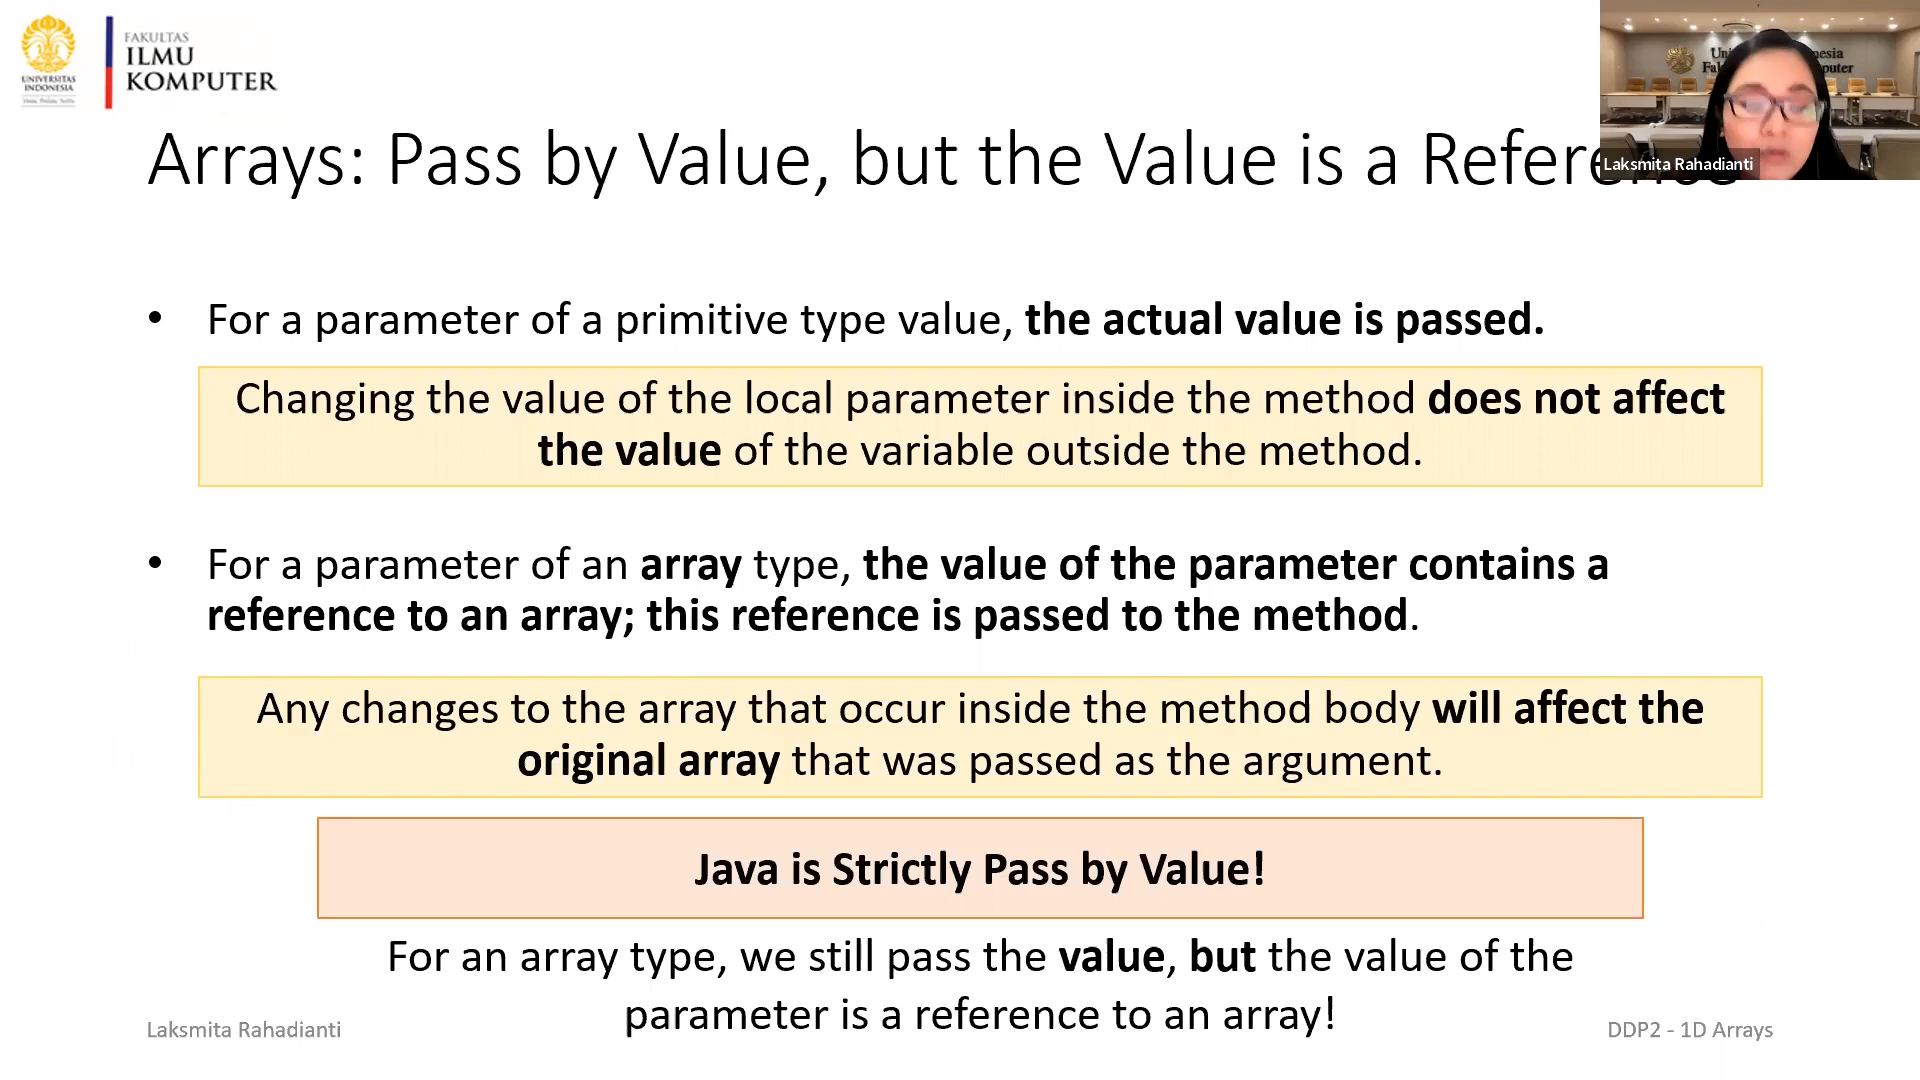 UNIVERSITAS
INDONESIA
FAKULTAS
ILMU
KOMPUTER
Laksmita Rahadianti
Arrays: Pass by Value, but the Value is a Reference
• For a parameter of a primitive type value, the actual value is passed.
Changing the value of the local parameter inside the method does not affect
the value of the variable outside the method.
• For a parameter of an array type, the value of the parameter contains a
reference to an array; this reference is passed to the method.
Any changes to the array that occur inside the method body will affect the
original array that was passed as the argument.
Java is Strictly Pass by Value!
For an array type, we still pass the value, but the value of the
parameter is a reference to an array!
Laksmita Rahadianti
DDP2 - 1D Arrays